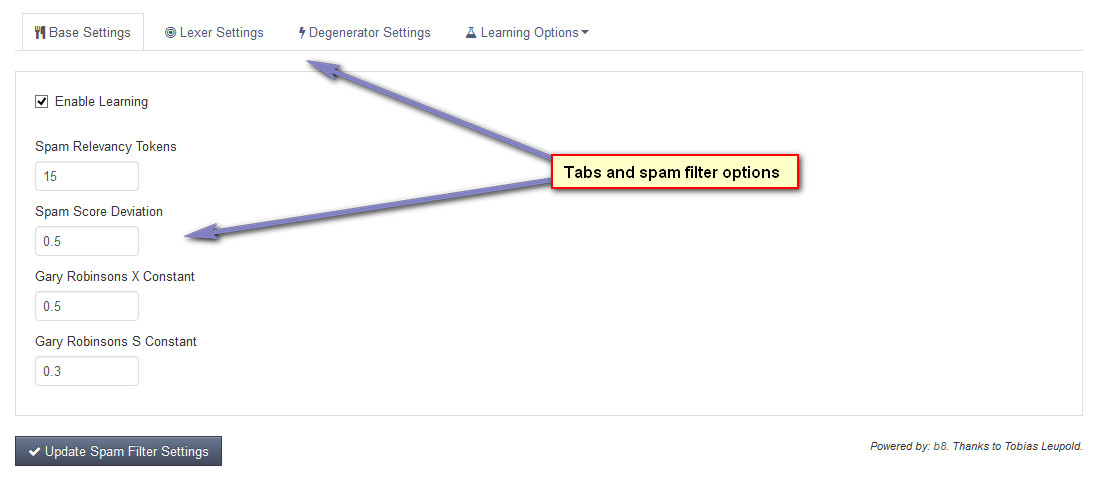 Base Settings
Lexer Settings
Degenerator Settings
Learning Options
Enable Learning
Spam Relevancy Tokens
15
Tabs and spam filter options
Spam Score Deviation
0.5
Gary Robinsons X Constant
0.5
Gary Robinsons S Constant
0.3
Update Spam Filter Settings
Powered by: b8. Thanks to Tobias Leupold.